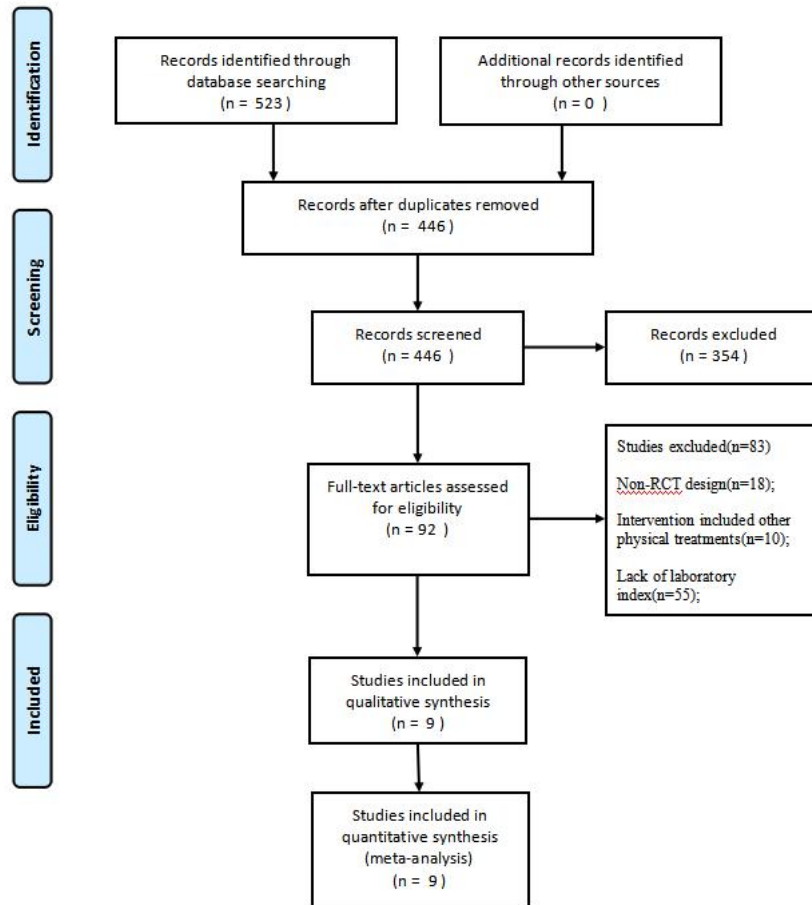 Identification
Records identified through
database searching
(n = 523)
Additional records identified
through other sources
(n = 0 )
Records after duplicates removed
(n = 446)
Screening
Records screened
(n = 446 )
Records excluded
(n = 354)
Eligibility
Full-text articles assessed
for eligibility
(n = 92 )
Studies excluded(n=83)
Non-RCT design(n=18);
Intervention included other
physical treatments(n=10);
Lack of laboratory
index(n=55);
Included
Studies included in
qualitative synthesis
(n = 9 )
Studies included in
quantitative synthesis
(meta-analysis)
(n = 9 )